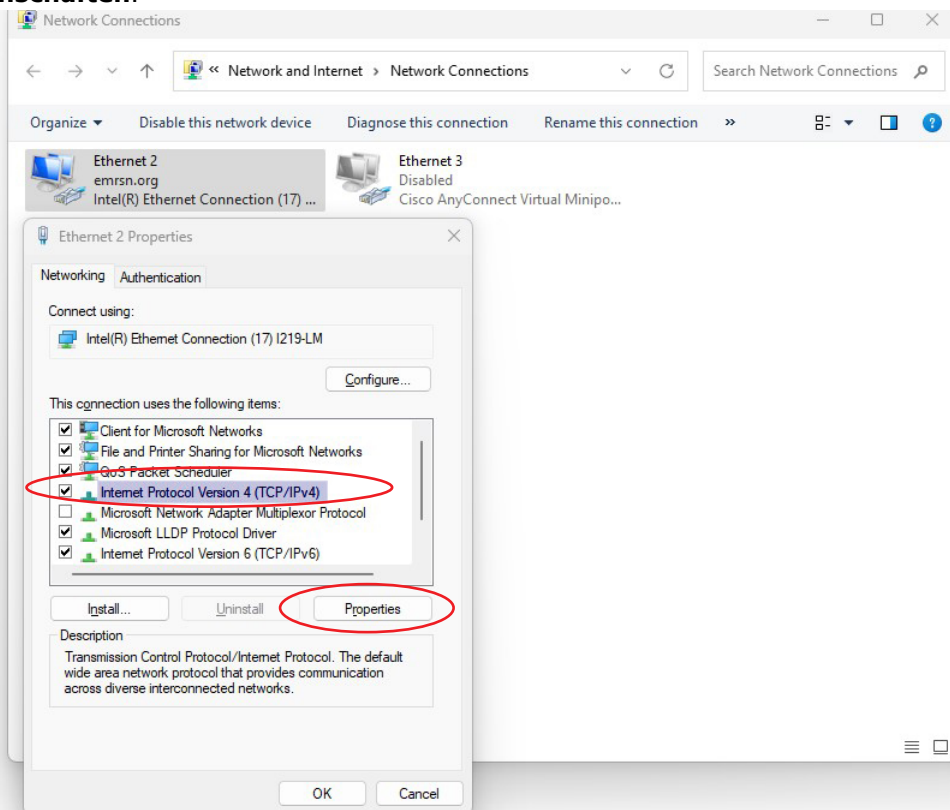 Network Connections
« Network and Internet > Network Connections
Search Network Connections
Organize
Disable this network device
Diagnose this connection
Rename this connection
»
Ethernet 2
emrsn.org
Intel(R) Ethernet Connection (17) ...
Ethernet 3
Disabled
Cisco AnyConnect Virtual Minipo...
Ethernet 2 Properties
Networking
Authentication
Connect using:
Intel(R) Ethernet Connection (17) I219-LM
Configure...
This connection uses the following items:
Client for Microsoft Networks
File and Printer Sharing for Microsoft Networks
QoS Packet Scheduler
Internet Protocol Version 4 (TCP/IPv4)
Microsoft Network Adapter Multiplexor Protocol
Microsoft LLDP Protocol Driver
Internet Protocol Version 6 (TCP/IPv6)
Install...
Uninstall
Properties
Description
Transmission Control Protocol/Internet Protocol. The default
wide area network protocol that provides communication
across diverse interconnected networks.
OK
Cancel